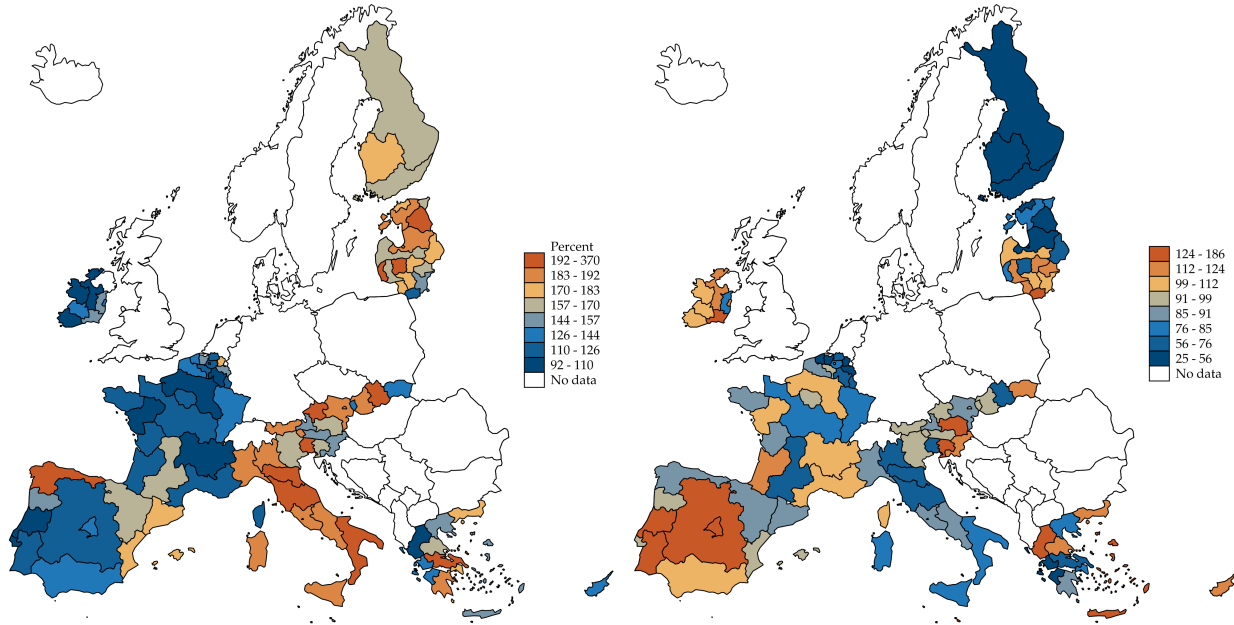 Percent
192 - 370
183 - 192
170 - 183
157 - 170
144 - 157
126 - 144
110 - 126
92 - 110
No data
124 - 186
112 - 124
99 - 112
91 - 99
85 - 91
76 - 85
56 - 76
25 - 56
No data